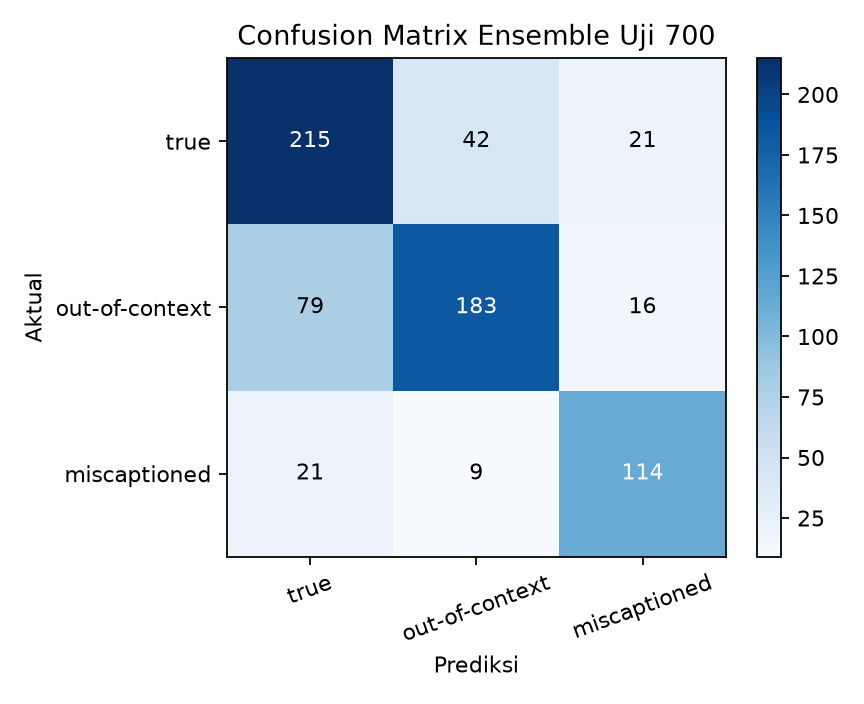 Confusion Matrix Ensemble Uji 700
true 215 42 21
out-of-context 79 183 16
miscaptioned 21 9 114
true out-of-context miscaptioned
Prediksi
Aktual
200
175
150
125
100
75
50
25